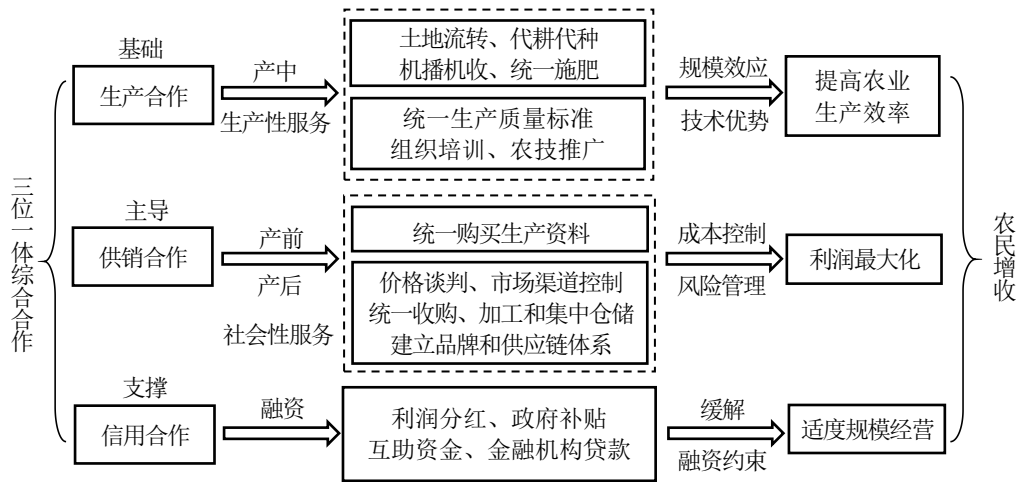 三位一体综合合作
基础
生产合作
产中
生产性服务
土地流转、代耕代种
机播机收、统一施肥
统一生产质量标准
组织培训、农技推广
规模效应
技术优势
提高农业
生产效率
主导
供销合作
产前
产后
社会性服务
统一购买生产资料
价格谈判、市场渠道控制
统一收购、加工和集中仓储
建立品牌和供应链体系
成本控制
风险管理
利润最大化
支撑
信用合作
融资
利润分红、政府补贴
互助资金、金融机构贷款
缓解
融资约束
适度规模经营
农民增收